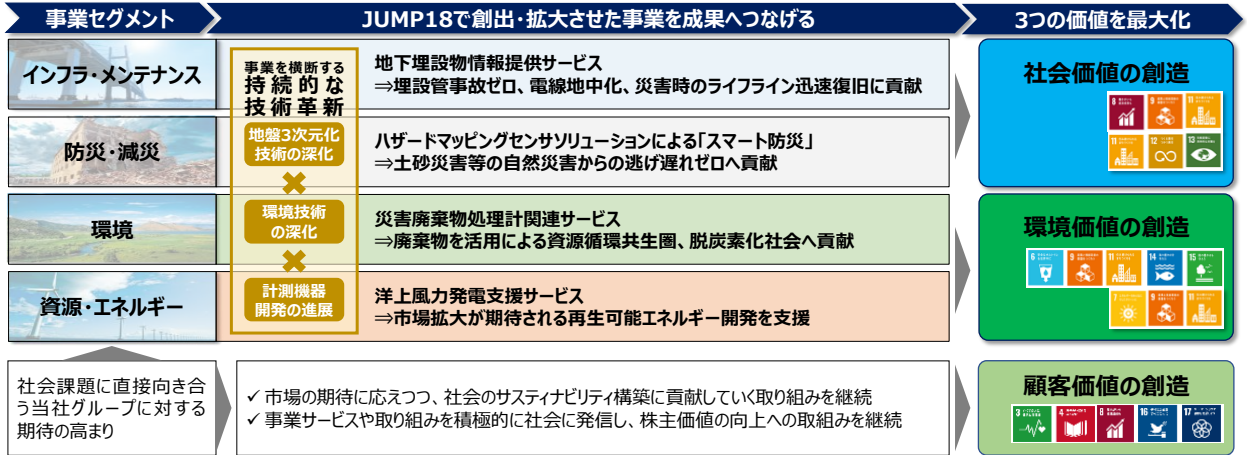 事業セグメント
JUMP18で創出・拡大させた事業を成果へつなげる
3つの価値を最大化
インフラ・メンテナンス
防災・減災
環境
資源・エネルギー
事業を横断する
持続的な
技術革新
地盤3次元化
技術の深化
環境技術
の深化
計測機器
開発の進展
地下埋設物情報提供サービス
⇒埋設管事故ゼロ、電線地中化、災害時のライフライン迅速復旧に貢献
ハザードマッピングセンサソリューションによる「スマート防災」
⇒土砂災害等の自然災害からの逃げ遅れゼロへ貢献
災害廃棄物処理計関連サービス
⇒廃棄物を活用による資源循環共生圏、脱炭素化社会へ貢献
洋上風力発電支援サービス
⇒市場拡大が期待される再生可能エネルギー開発を支援
社会価値の創造
8
9
11
11
12
13
環境価値の創造
6
9
11
14
15
7
9
11
社会課題に直接向き合
う当社グループに対する
期待の高まり
✓ 市場の期待に応えつつ、社会のサスティナビリティ構築に貢献していく取り組みを継続
✓ 事業サービスや取り組みを積極的に社会に発信し、株主価値の向上への取組みを継続
顧客価値の創造
3
4
8
16
17